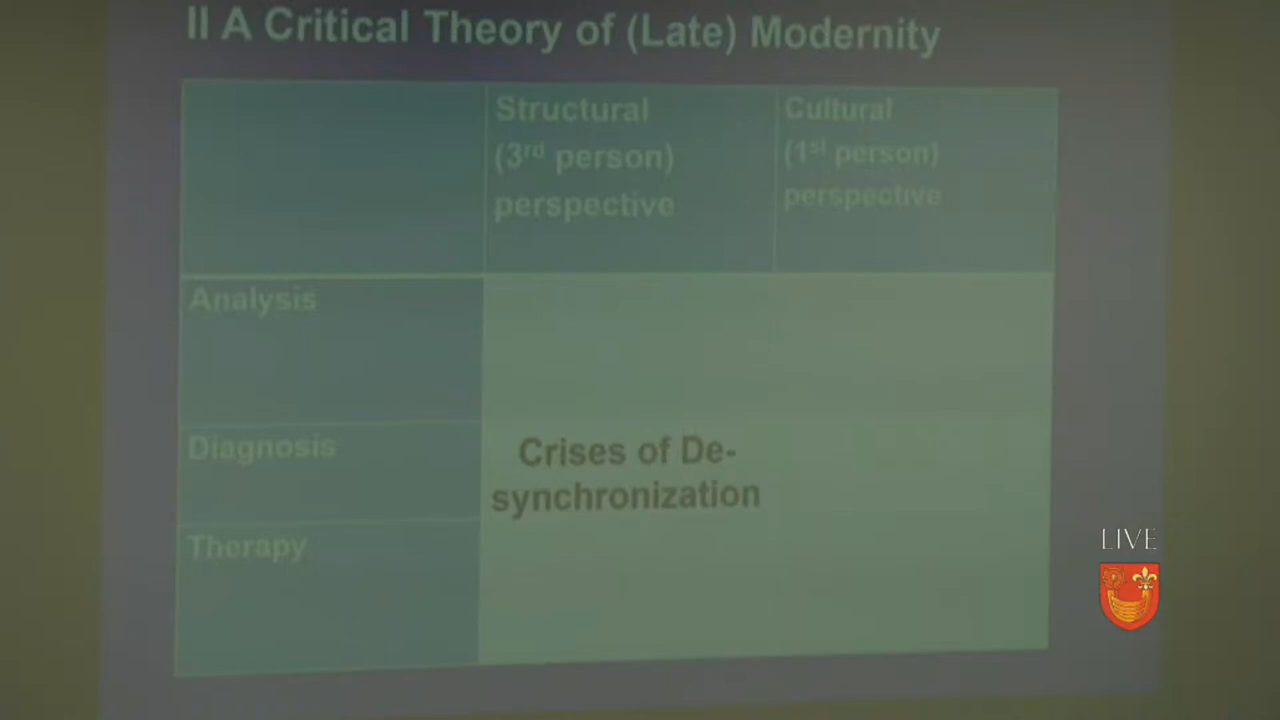 II A Critical Theory of (Late) Modernity
Structural
(3rd person)
perspective
Cultural
(1st person)
perspective
Analysis
Diagnosis
Crises of De-
synchronization
Therapy
LIVE